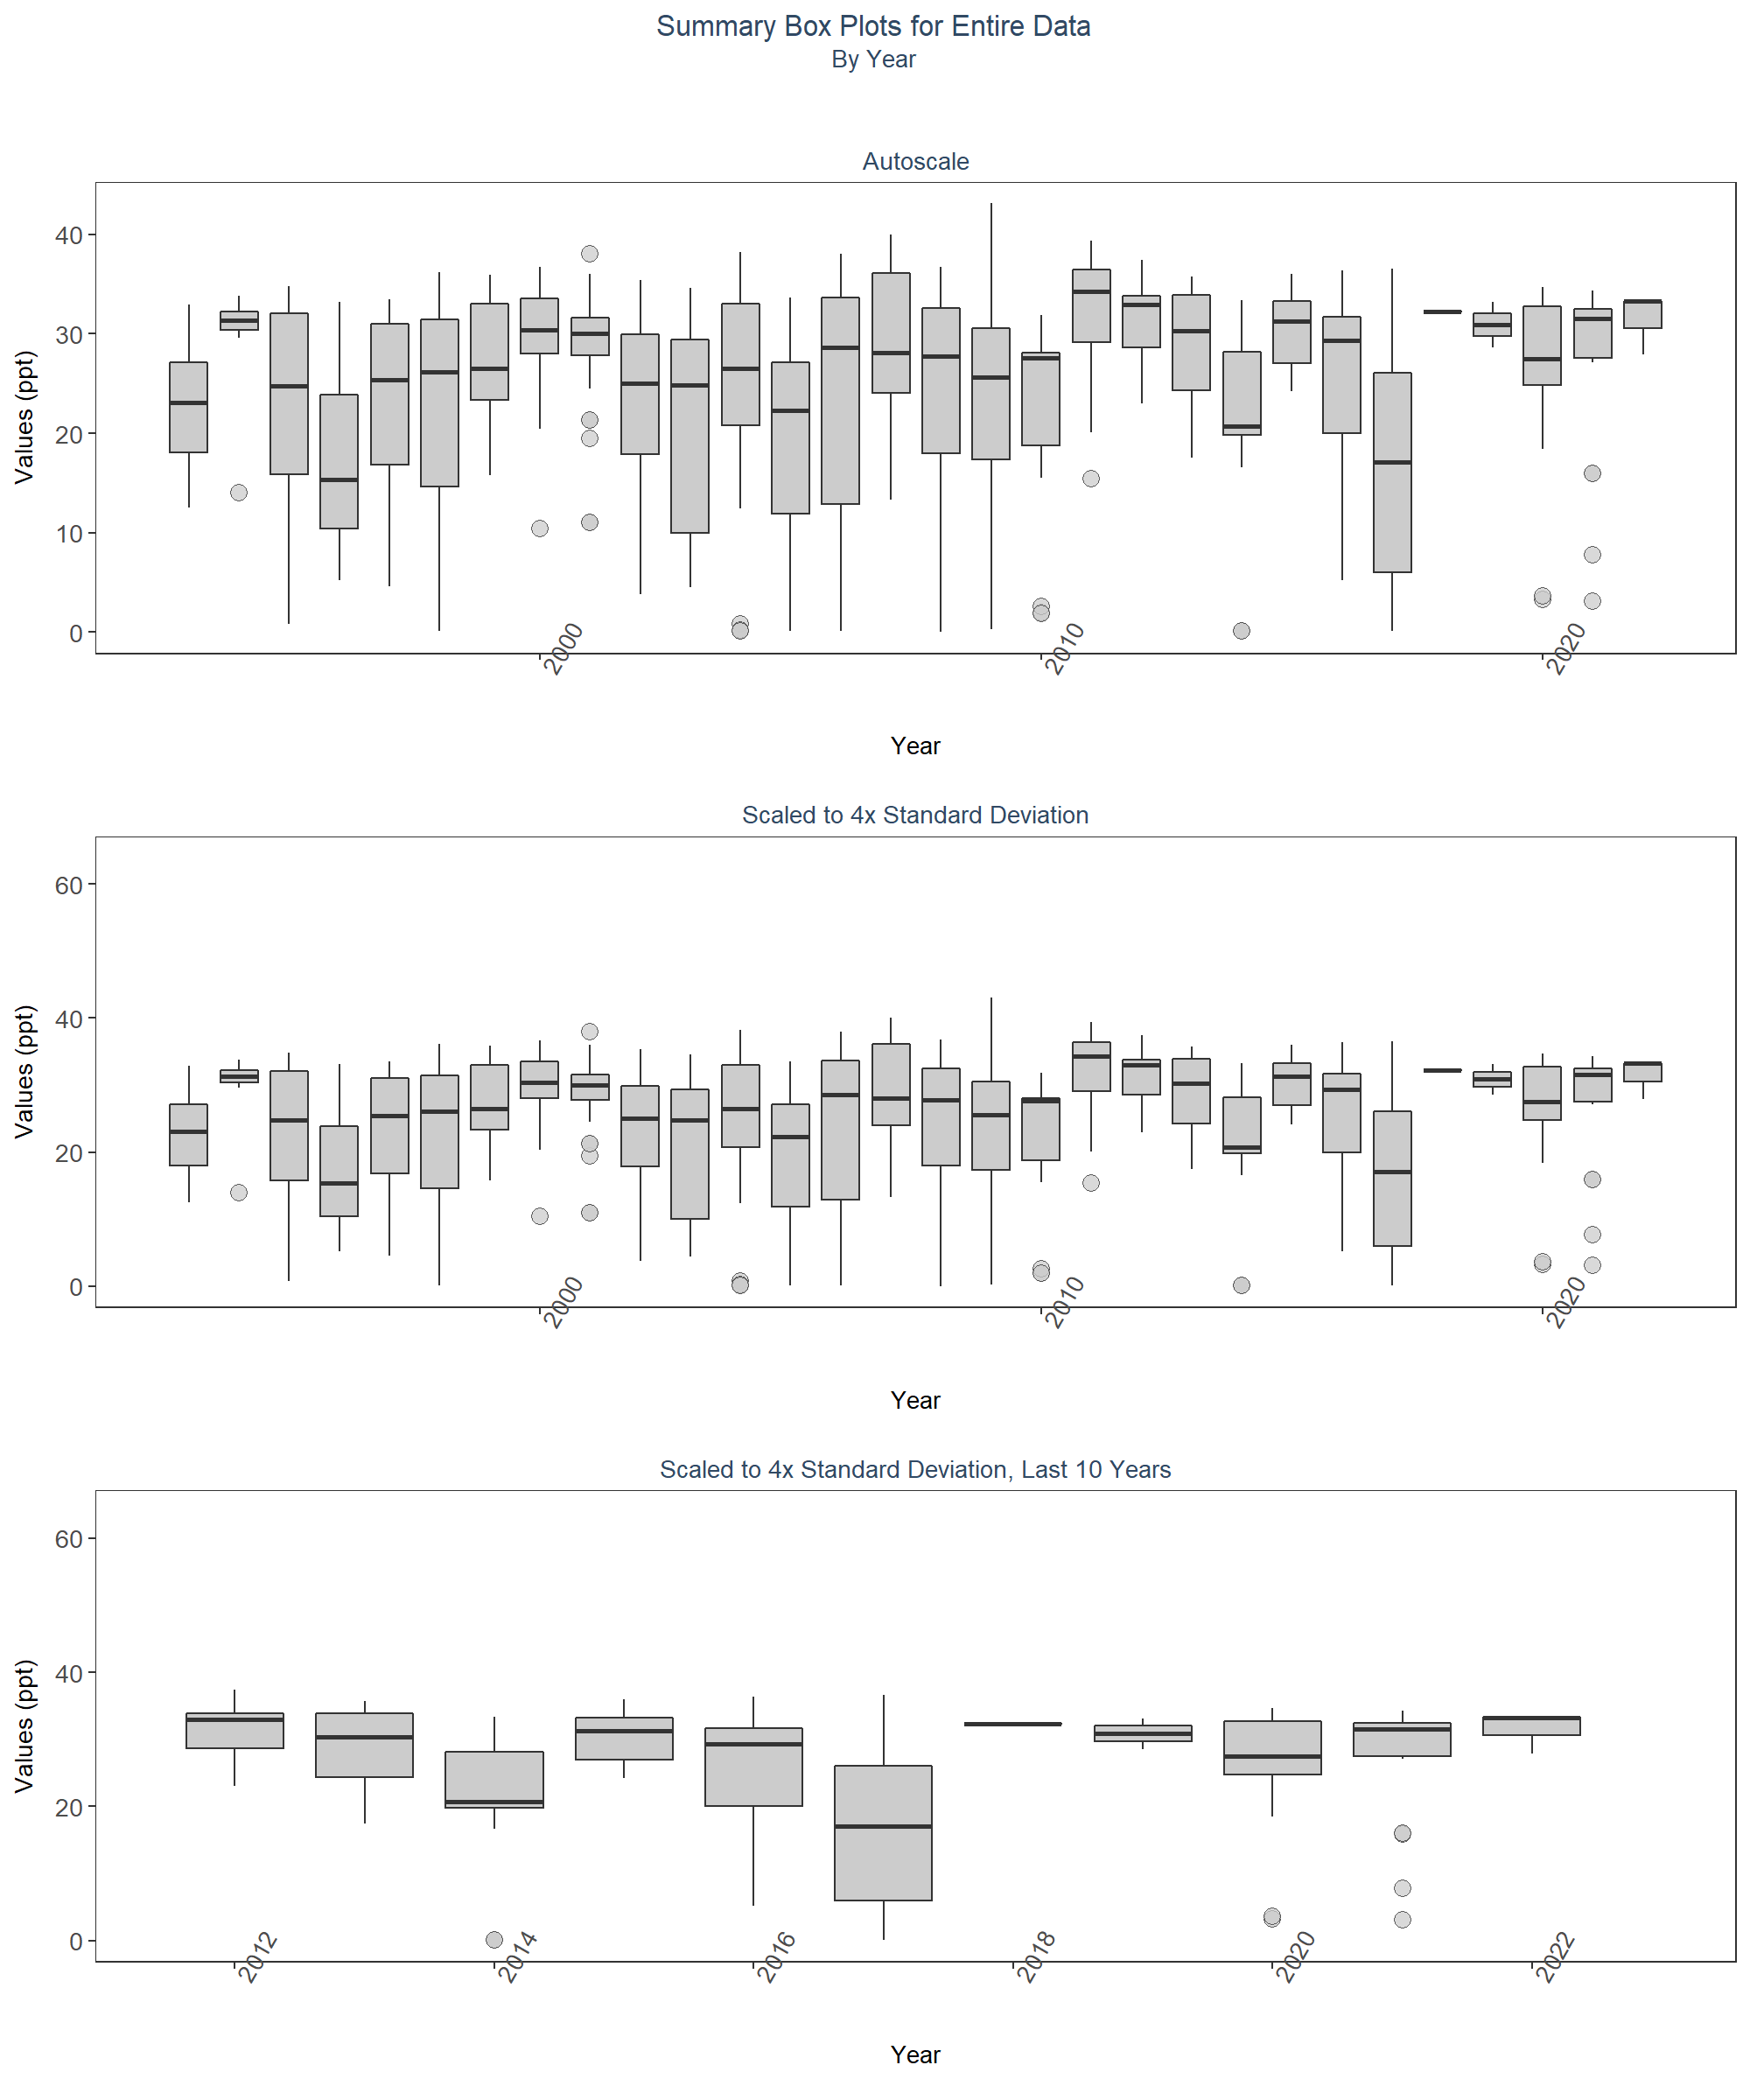 Summary Box Plots for Entire Data
By Year
Autoscale
Values (ppt)
40
30
20
10
0
2000
2010
2020
Year
Scaled to 4x Standard Deviation
Values (ppt)
60
40
20
0
2000
2010
2020
Year
Scaled to 4x Standard Deviation, Last 10 Years
Values (ppt)
60
40
20
0
2012
2014
2016
2018
2020
2022
Year